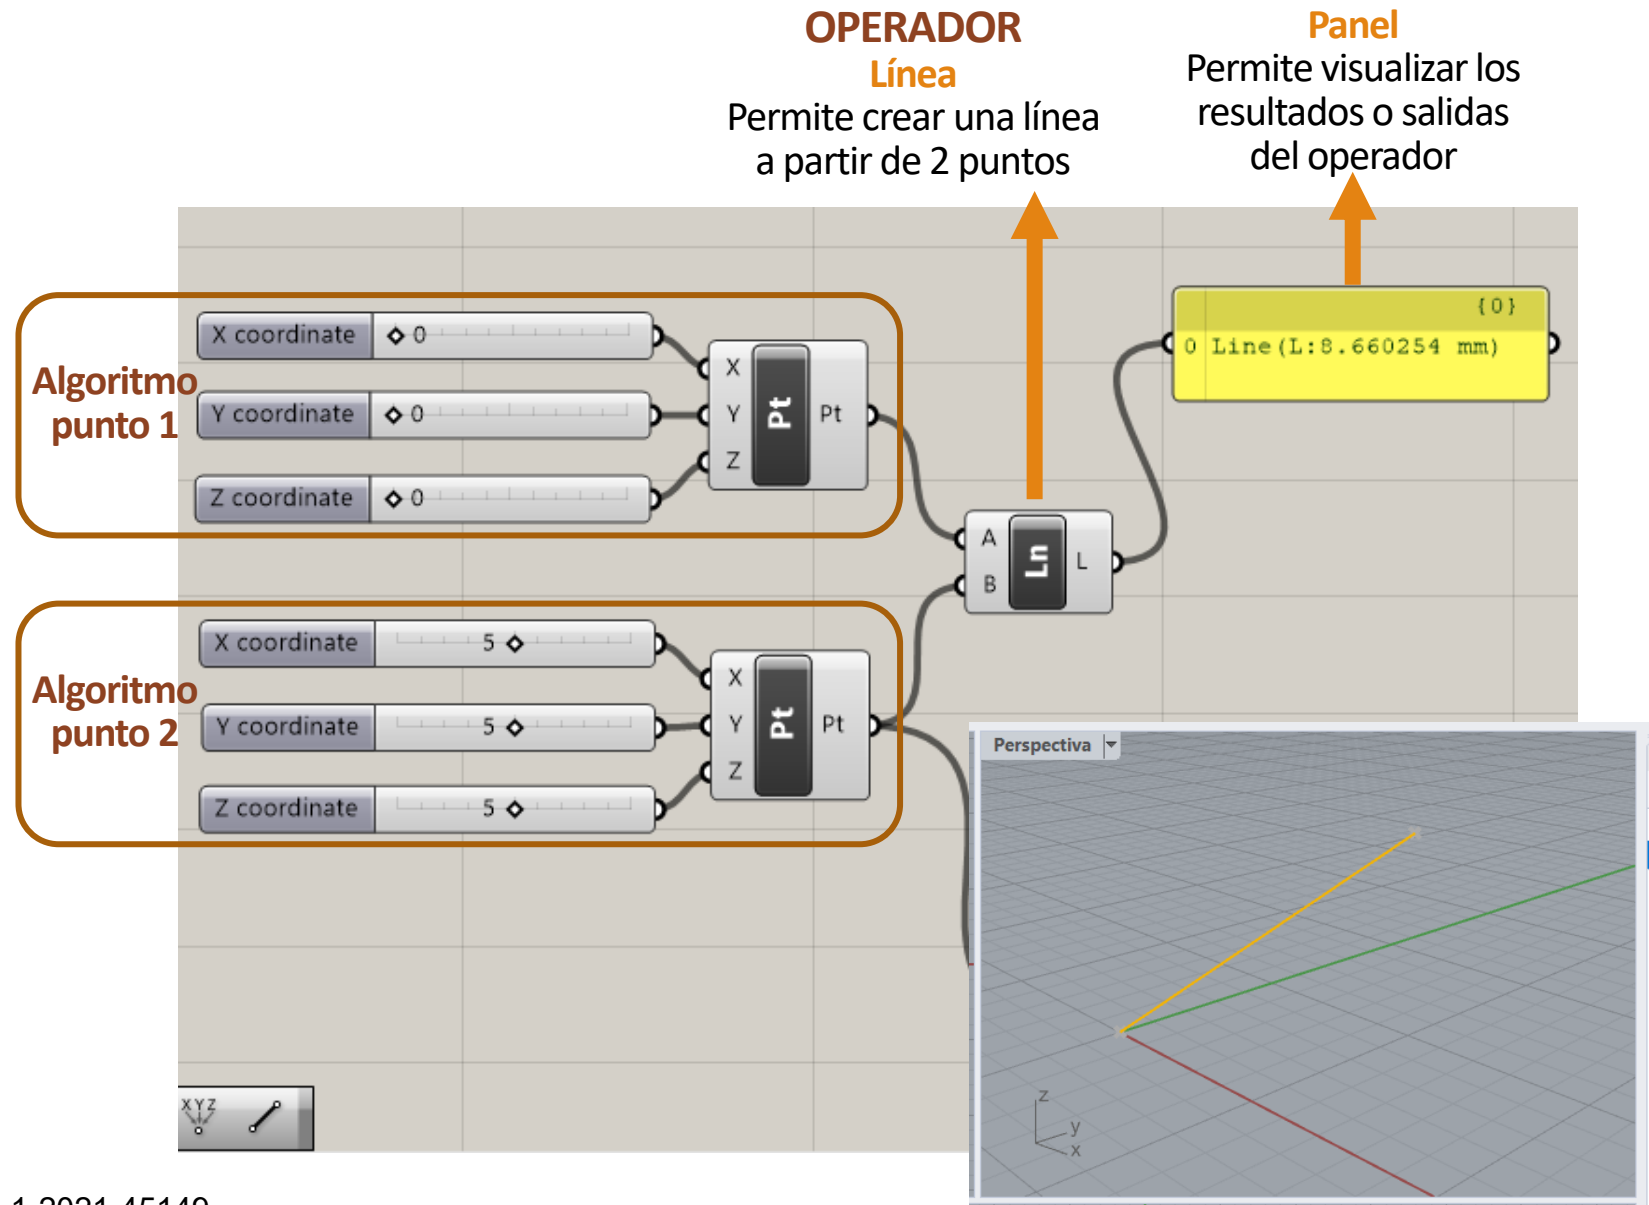 OPERADOR
Línea
Permite crear una línea
a partir de 2 puntos
Panel
Permite visualizar los
resultados o salidas
del operador
Algoritmo
punto 1
X coordinate 0
Y coordinate 0
Z coordinate 0
X
Y
Z
Pt
Pt
A
B
Ln
L
{0}
0 Line(L:8.660254 mm)
Algoritmo
punto 2
X coordinate 5
Y coordinate 5
Z coordinate 5
X
Y
Z
Pt
Pt
Perspectiva
z
y
x
XYZ